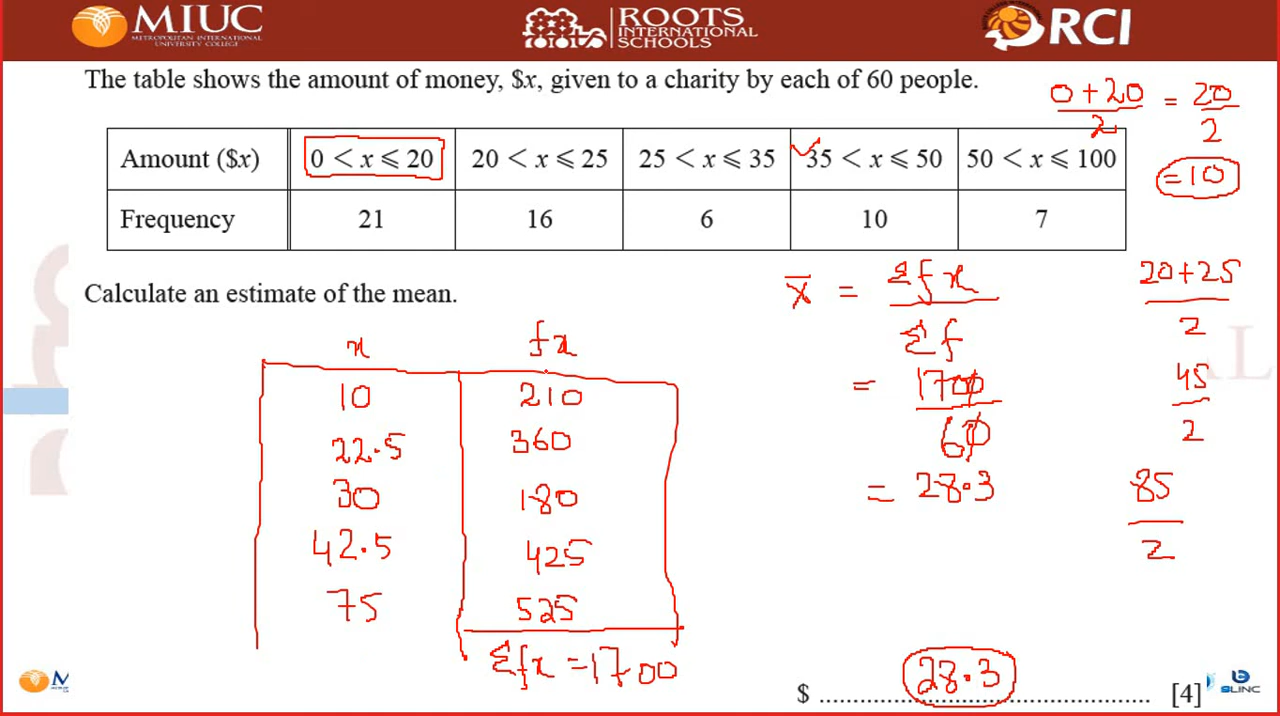 MIUC
METROPOLITAN INTERNATIONAL
UNIVERSITY COLLEGE
ROOTS
INTERNATIONAL
SCHOOLS
RCI
The table shows the amount of money, $x, given to a charity by each of 60 people.
0 + 20 / 2 = 20 / 2
= 10
Amount ($x) 0 < x ⩽ 20 20 < x ⩽ 25 25 < x ⩽ 35 35 < x ⩽ 50 50 < x ⩽ 100
Frequency 21 16 6 10 7
Calculate an estimate of the mean.
x̄ = Σfx / Σf
= 1700 / 60
= 28.3
20+25 / 2
45 / 2
85 / 2
x fx
10 210
22.5 360
30 180
42.5 425
75 525
Σfx = 1700
$ 28.3 [4]
SLINC